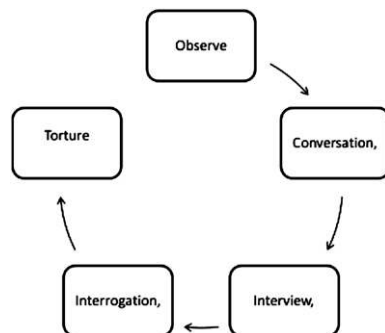 Observe
Conversation,
Interview,
Interrogation,
Torture